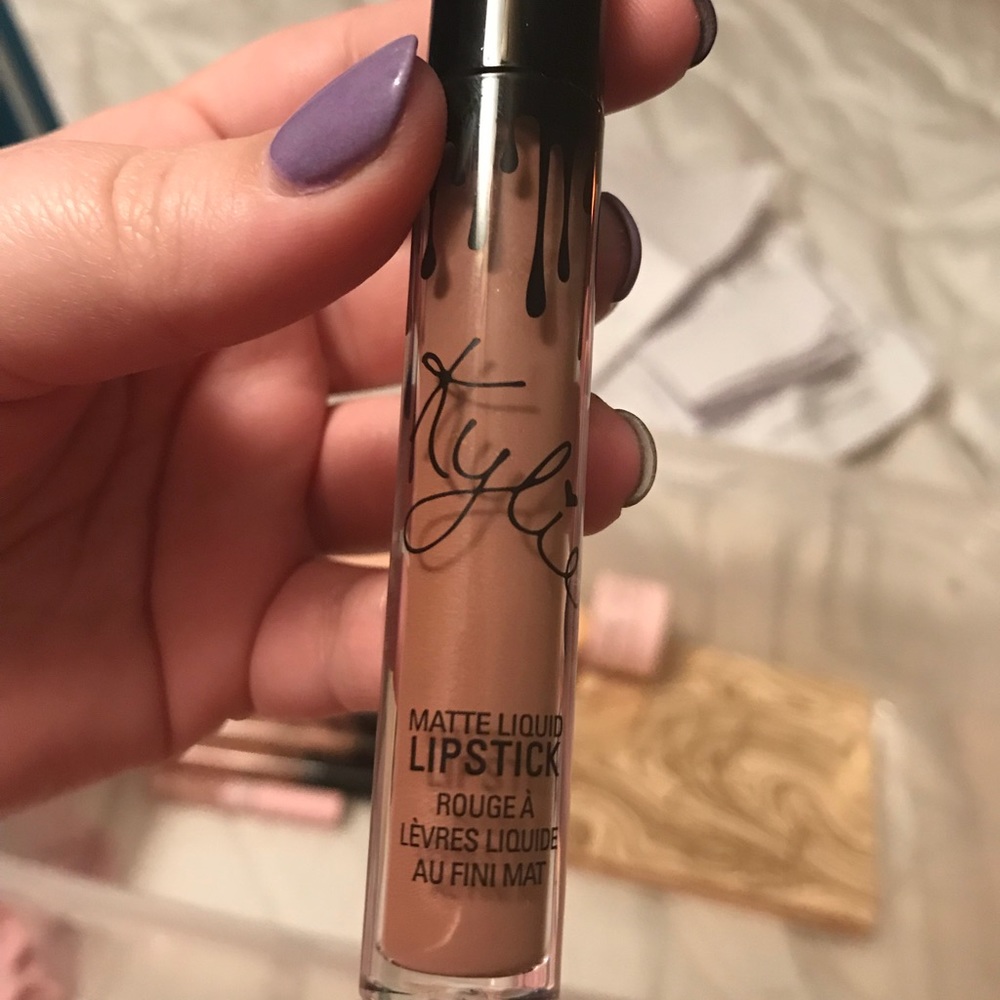 Kylie
MATTE LIQUID
LIPSTICK
ROUGE À
LÈVRES LIQUIDE
AU FINI MAT